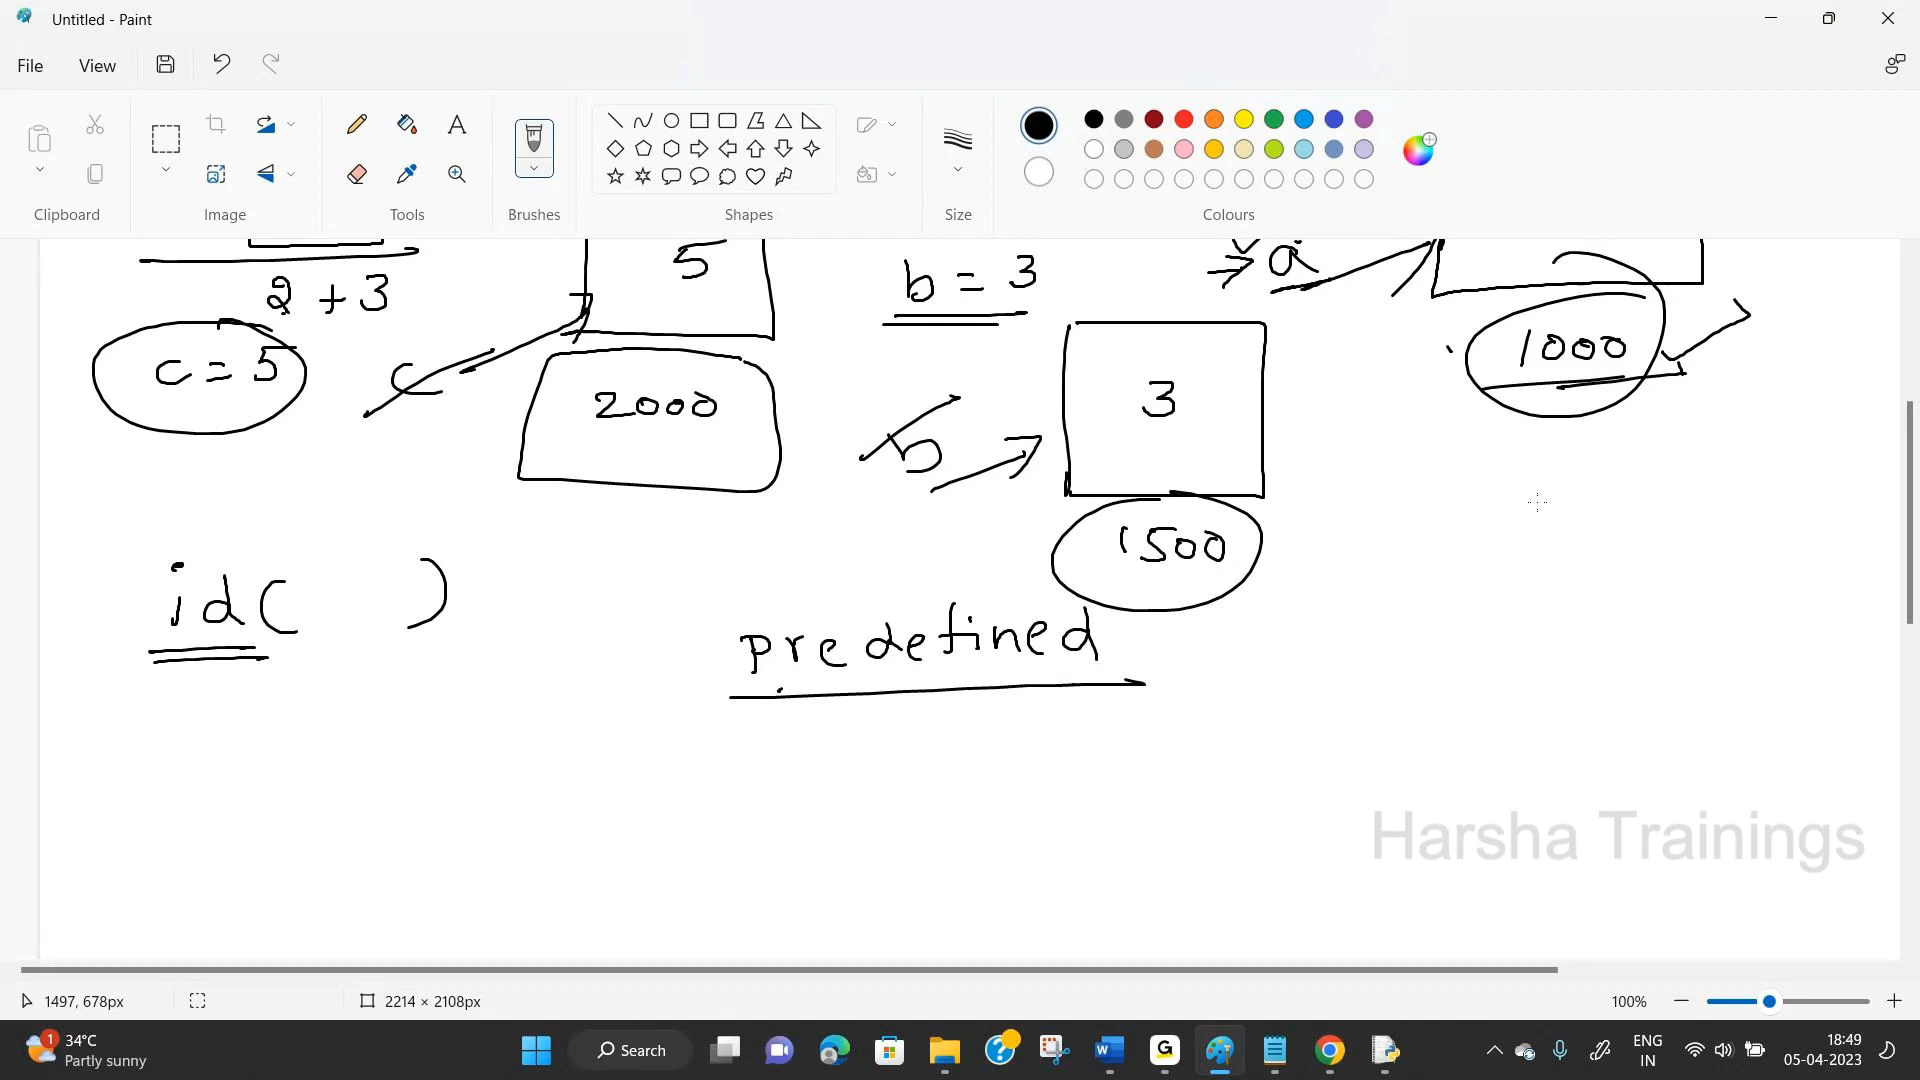 Untitled - Paint
File
View
Clipboard
Image
Tools
Brushes
Shapes
Size
Colours
5
b = 3
a
2 + 3
c = 5
c
2000
b
3
1000
1500
id( )
predefined
Harsha Trainings
1497, 678px
2214 × 2108px
100%
1
34°C
Partly sunny
Search
ENG
IN
18:49
05-04-2023